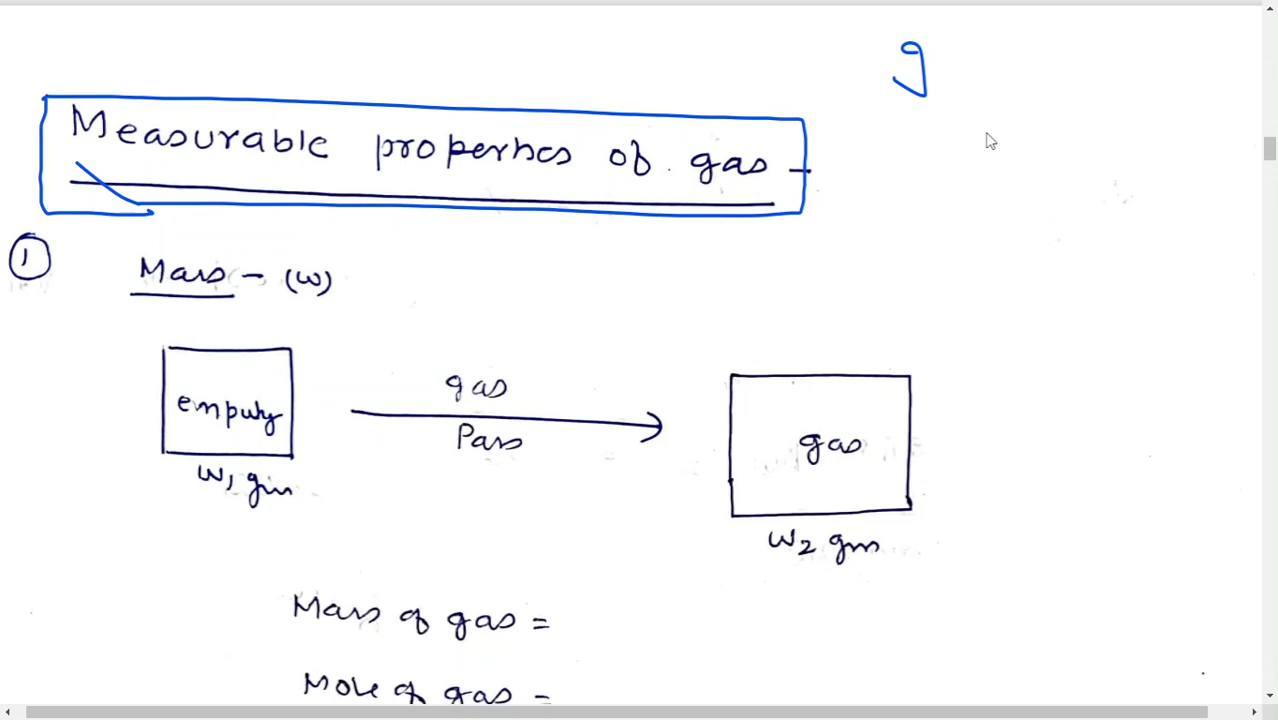 g
Measurable properties of gas -
1 Mass - (w)
empty
gas
Pass
gas
w1 gm
w2 gm
Mass of gas =
Mole of gas =